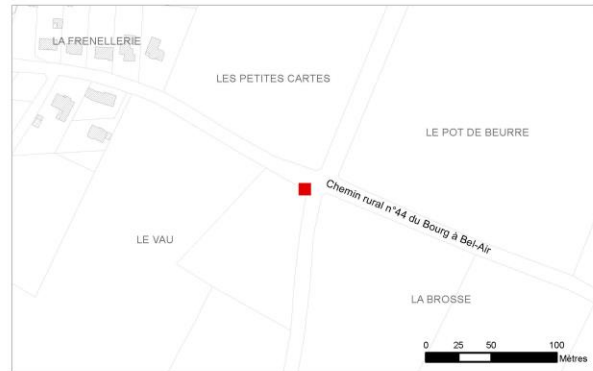 LA FRENELLERIE
LES PETITES CARTES
LE POT DE BEURRE
Chemin rural n°44 du Bourg à Bel-Air
LE VAU
LA BROSSE
0 25 50 100
Mètres